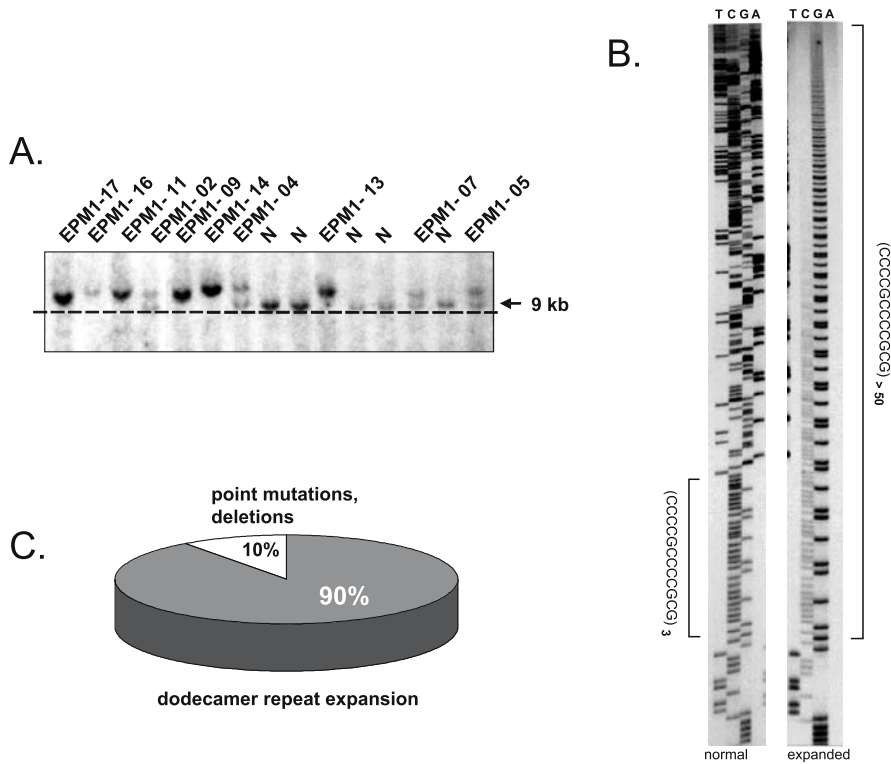 A.
EPM1-17
EPM1- 16
EPM1- 11
EPM1- 02
EPM1- 09
EPM1- 14
EPM1- 04
N
N
EPM1- 13
N
N
EPM1- 07
N
EPM1- 05
9 kb
B.
T C G A
T C G A
(CCCCGCCCCGCG) 3
(CCCCGCCCCGCG) > 50
normal
expanded
C.
point mutations,
deletions
10%
90%
dodecamer repeat expansion